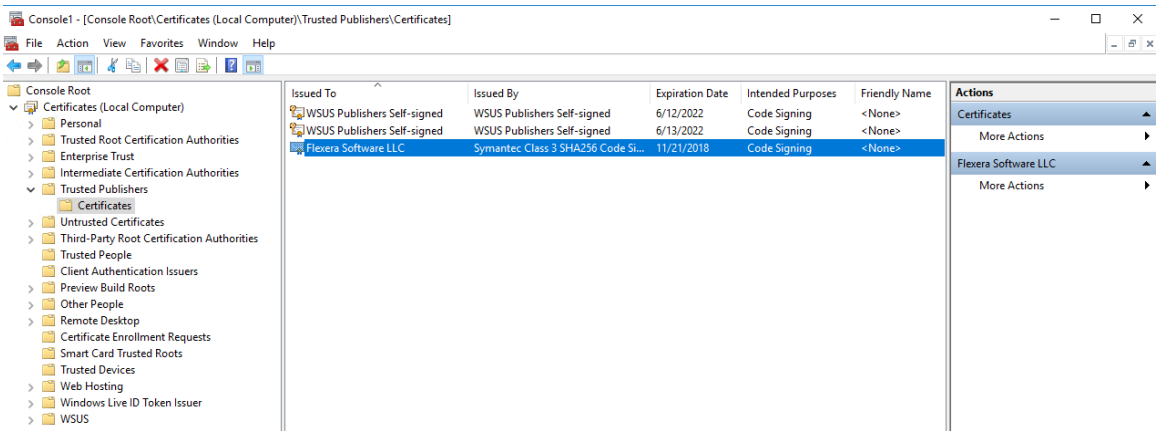 Console1 - [Console Root\Certificates (Local Computer)\Trusted Publishers\Certificates]
File Action View Favorites Window Help
Console Root
Certificates (Local Computer)
Personal
Trusted Root Certification Authorities
Enterprise Trust
Intermediate Certification Authorities
Trusted Publishers
Certificates
Untrusted Certificates
Third-Party Root Certification Authorities
Trusted People
Client Authentication Issuers
Preview Build Roots
Other People
Remote Desktop
Certificate Enrollment Requests
Smart Card Trusted Roots
Trusted Devices
Web Hosting
Windows Live ID Token Issuer
WSUS
Issued To Issued By Expiration Date Intended Purposes Friendly Name
WSUS Publishers Self-signed WSUS Publishers Self-signed 6/12/2022 Code Signing <None>
WSUS Publishers Self-signed WSUS Publishers Self-signed 6/13/2022 Code Signing <None>
Flexera Software LLC Symantec Class 3 SHA256 Code Si... 11/21/2018 Code Signing <None>
Actions
Certificates
More Actions
Flexera Software LLC
More Actions